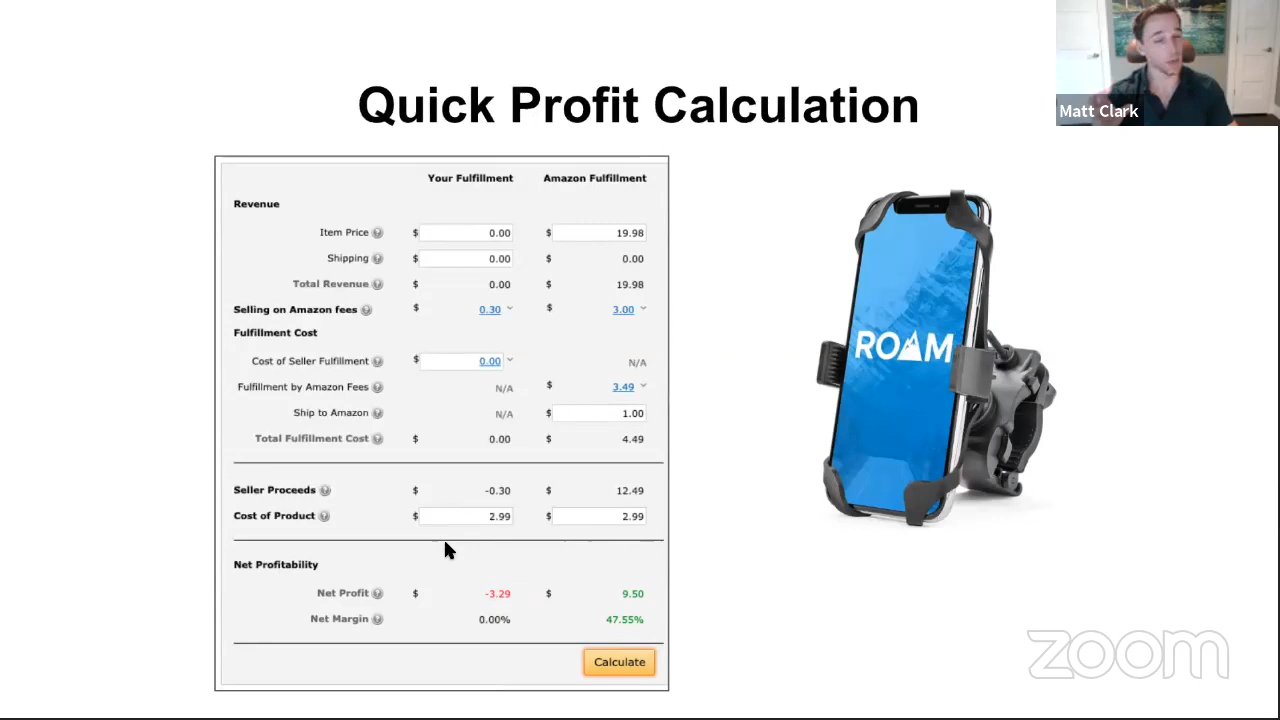 Quick Profit Calculation
Matt Clark
Your Fulfillment Amazon Fulfillment
Revenue
Item Price $ 0.00 $ 19.98
Shipping $ 0.00 $ 0.00
Total Revenue $ 0.00 $ 19.98
Selling on Amazon fees $ 0.30 $ 3.00
Fulfillment Cost
Cost of Seller Fulfillment $ 0.00 N/A
Fulfillment by Amazon Fees N/A $ 3.49
Ship to Amazon N/A $ 1.00
Total Fulfillment Cost $ 0.00 $ 4.49
Seller Proceeds $ -0.30 $ 12.49
Cost of Product $ 2.99 $ 2.99
Net Profitability
Net Profit $ -3.29 $ 9.50
Net Margin 0.00% 47.55%
Calculate
ROAM
zoom